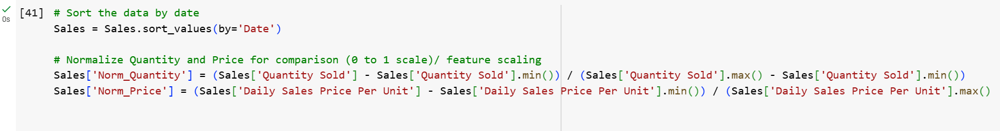 [41] # Sort the data by date
0s
Sales = Sales.sort_values(by='Date')
# Normalize Quantity and Price for comparison (0 to 1 scale)/ feature scaling
Sales['Norm_Quantity'] = (Sales['Quantity Sold'] - Sales['Quantity Sold'].min()) / (Sales['Quantity Sold'].max() - Sales['Quantity Sold'].min())
Sales['Norm_Price'] = (Sales['Daily Sales Price Per Unit'] - Sales['Daily Sales Price Per Unit'].min()) / (Sales['Daily Sales Price Per Unit'].max()